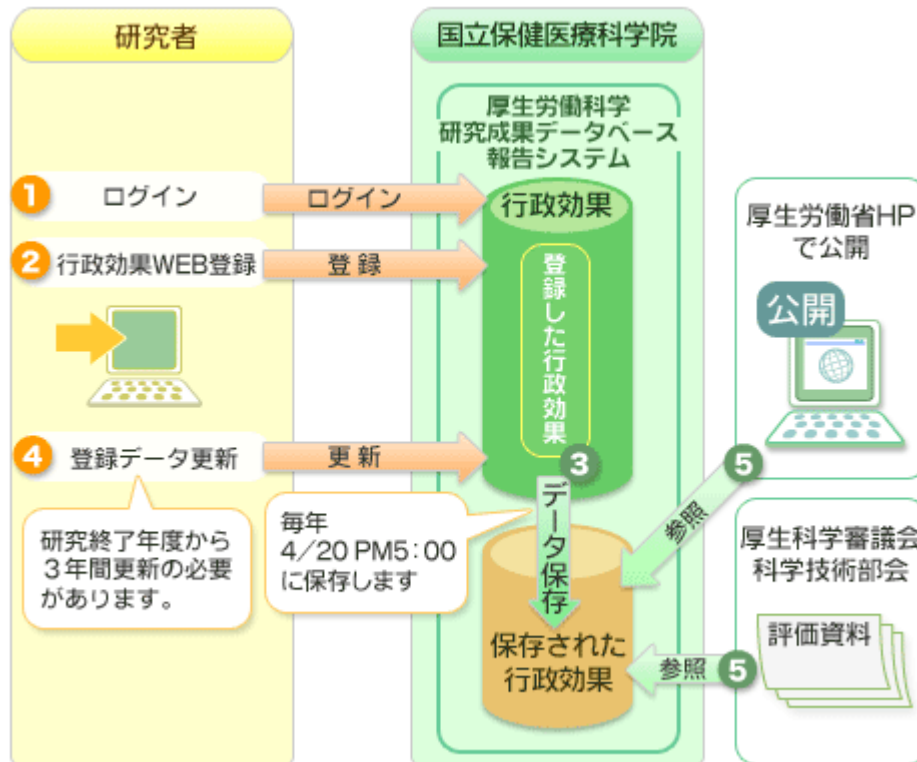 研究者
国立保健医療科学院
厚生労働科学
研究成果データベース
報告システム
1 ログイン
ログイン
行政効果
2 行政効果WEB登録
登録
登録した行政効果
厚生労働省HP
で公開
公開
4 登録データ更新
更新
3
データ保存
5
参照
研究終了年度から
3年間更新の必要
があります。
毎年
4/20 PM5:00
に保存します
保存された
行政効果
厚生科学審議会
科学技術部会
評価資料
参照
5